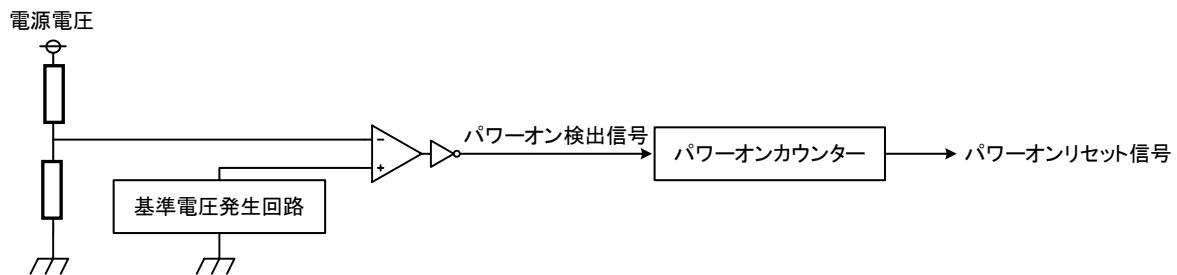 電源電圧
パワーオン検出信号
パワーオンカウンター
パワーオンリセット信号
基準電圧発生回路